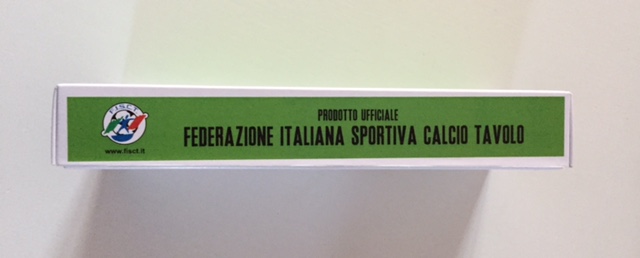 FISCT
www.fisct.it
PRODOTTO UFFICIALE
FEDERAZIONE ITALIANA SPORTIVA CALCIO TAVOLO